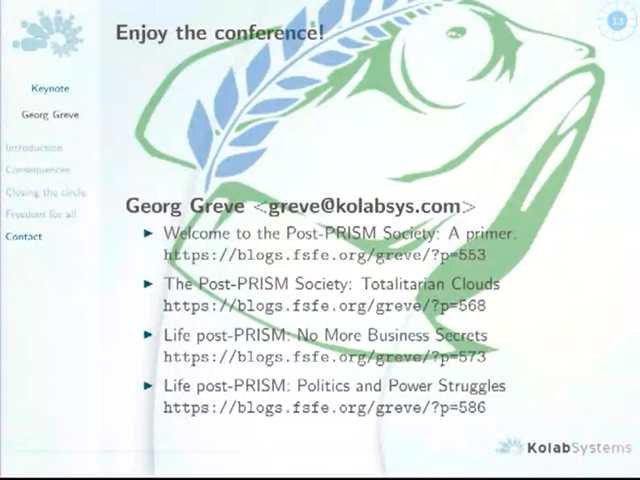 Enjoy the conference!
13
Keynote
Georg Greve
Introduction
Consequences
Closing the circle
Freedom for all
Contact
Georg Greve <greve@kolabsys.com>
Welcome to the Post-PRISM Society: A primer.
https://blogs.fsfe.org/greve/?p=553
The Post-PRISM Society: Totalitarian Clouds
https://blogs.fsfe.org/greve/?p=568
Life post-PRISM: No More Business Secrets
https://blogs.fsfe.org/greve/?p=573
Life post-PRISM: Politics and Power Struggles
https://blogs.fsfe.org/greve/?p=586
KolabSystems